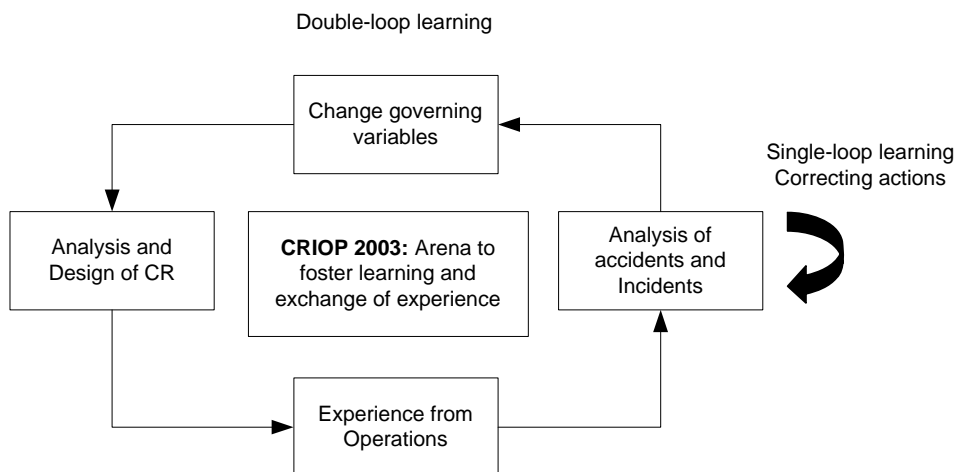 Double-loop learning
Change governing
variables
Single-loop learning
Correcting actions
Analysis and
Design of CR
CRIOP 2003: Arena to
foster learning and
exchange of experience
Analysis of
accidents and
Incidents
Experience from
Operations